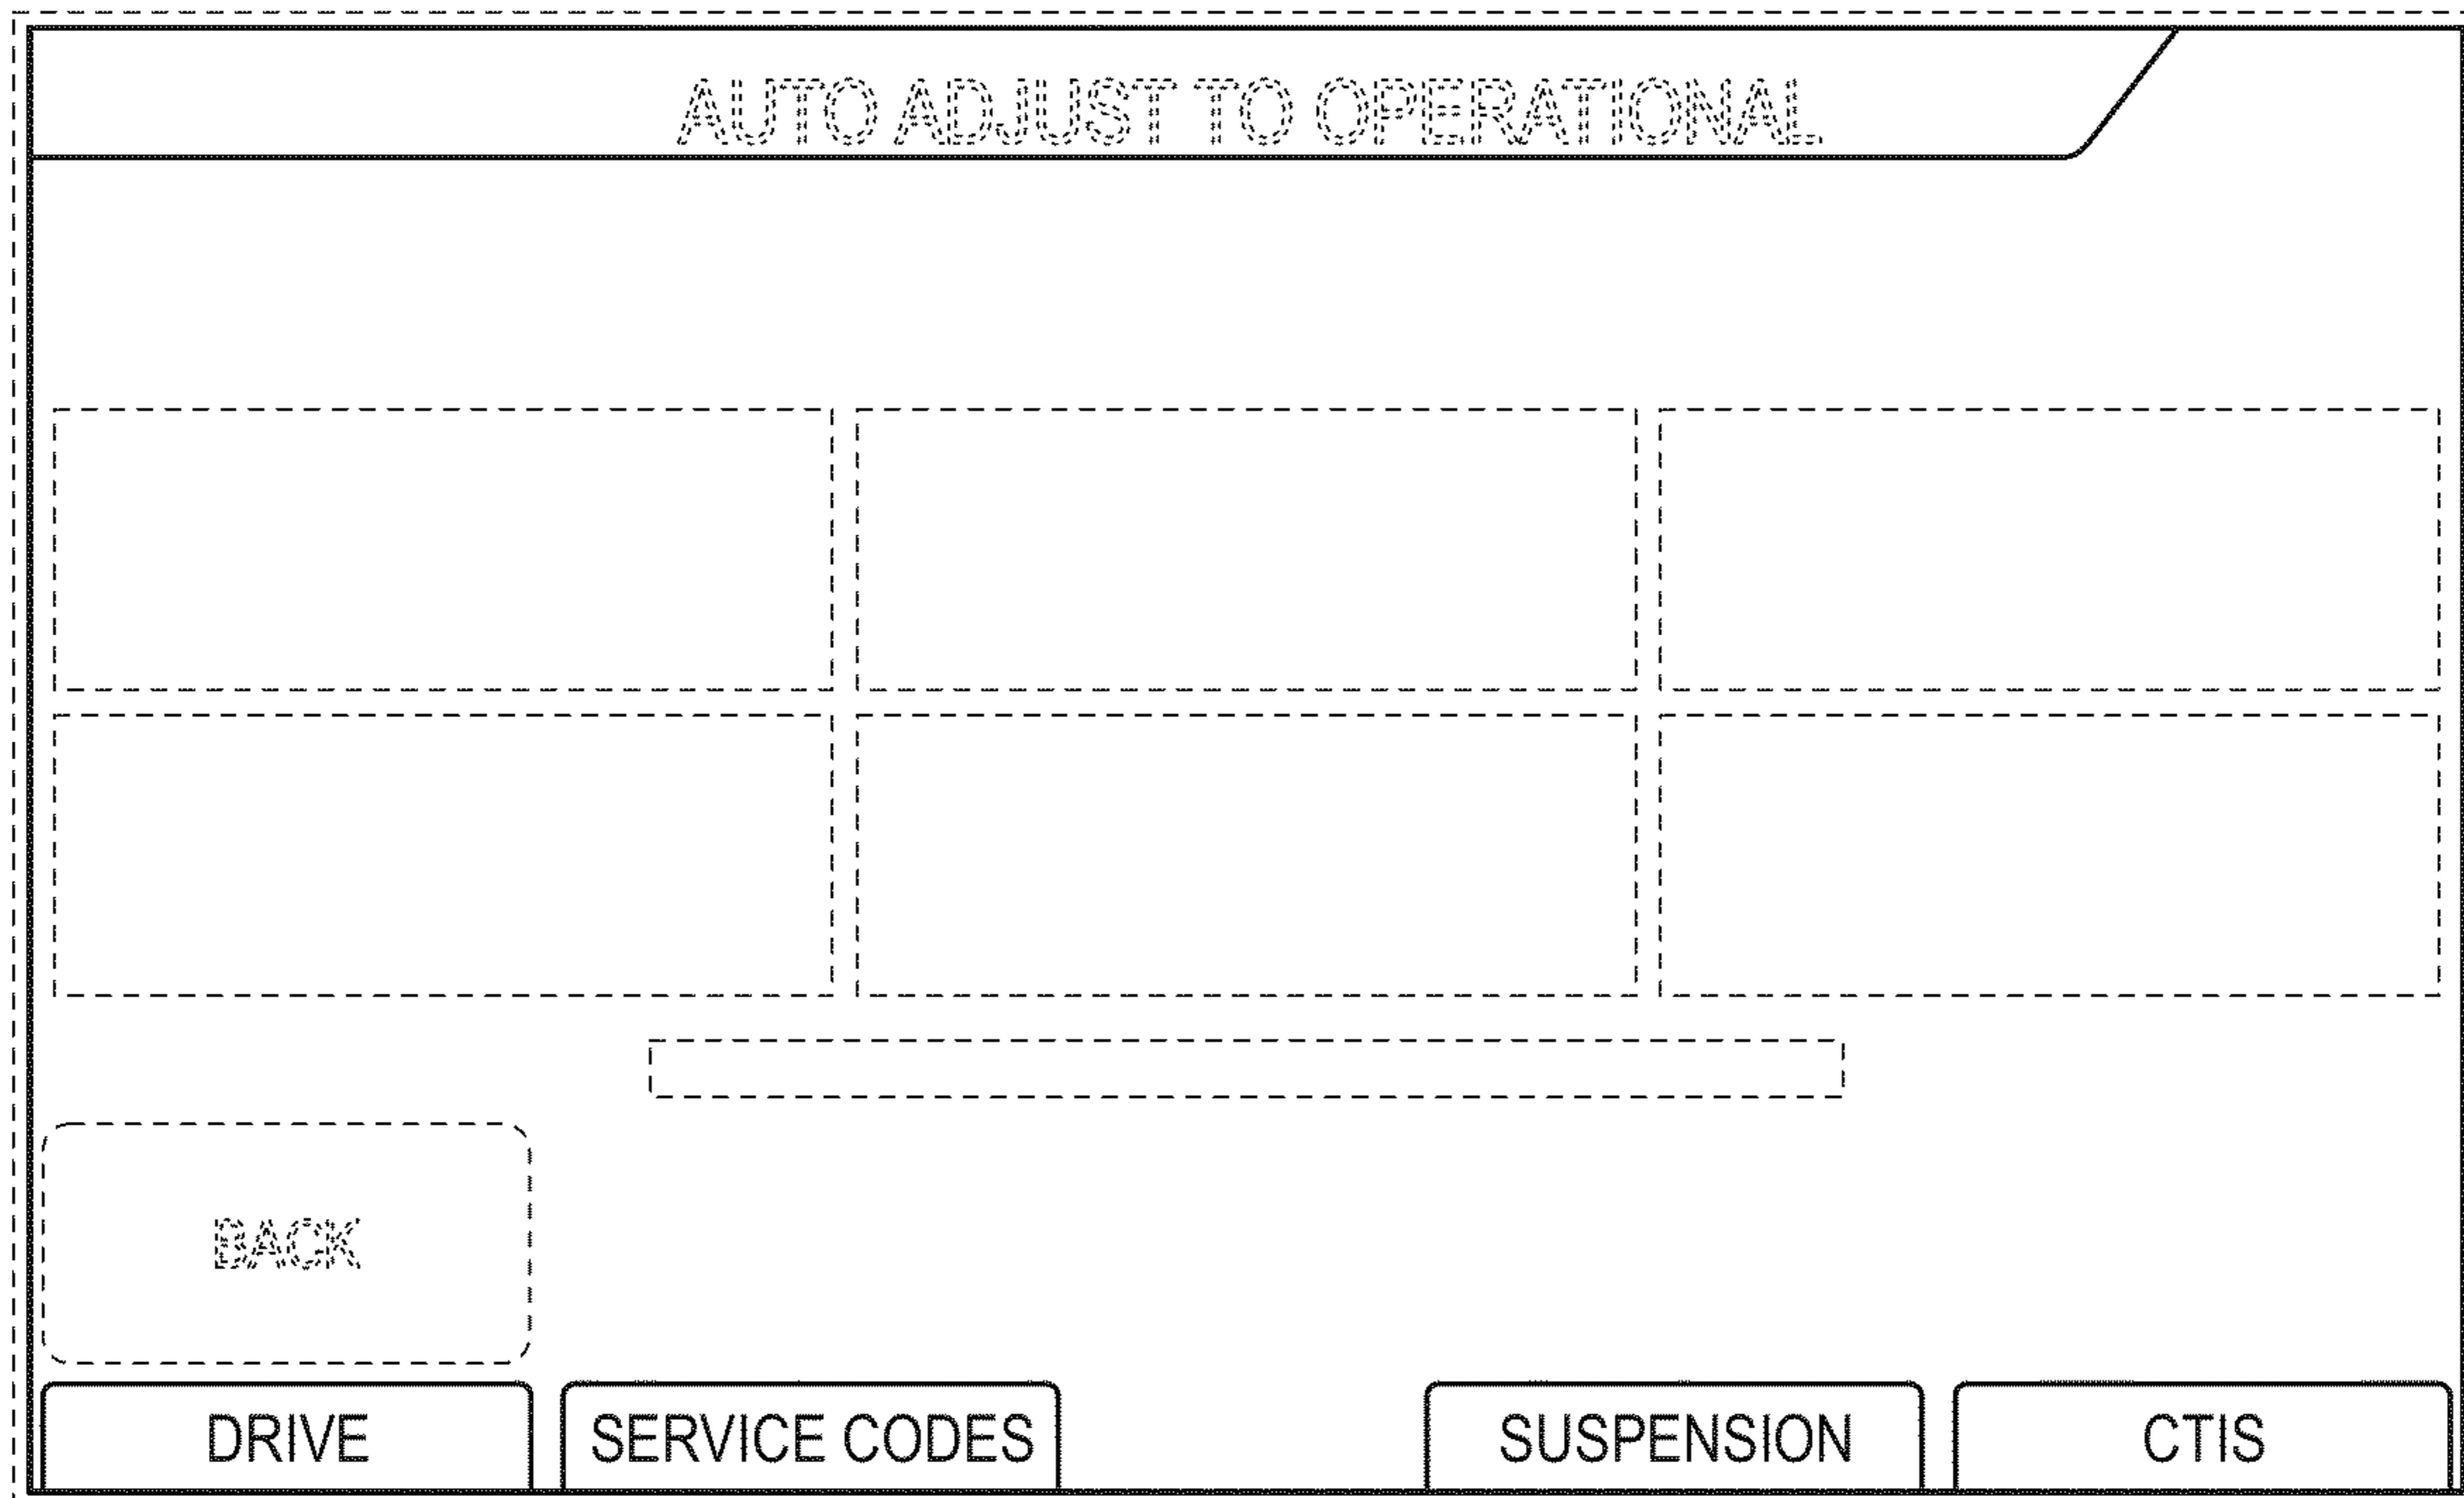 AUTO ADJUST TO OPERATIONAL
BACK
DRIVE
SERVICE CODES
SUSPENSION
CTIS